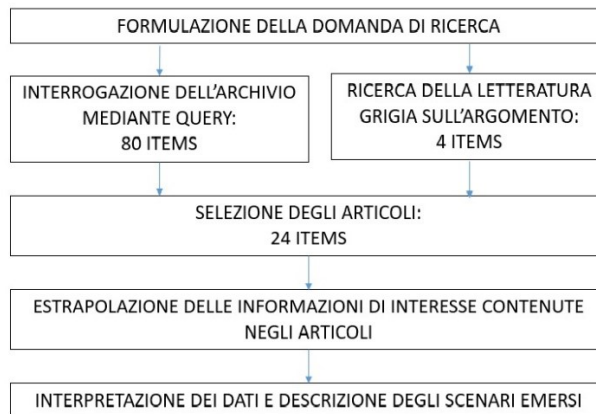 FORMULAZIONE DELLA DOMANDA DI RICERCA
INTERROGAZIONE DELL'ARCHIVIO
MEDIANTE QUERY:
80 ITEMS
RICERCA DELLA LETTERATURA
GRIGIA SULL'ARGOMENTO:
4 ITEMS
SELEZIONE DEGLI ARTICOLI:
24 ITEMS
ESTRAPOLAZIONE DELLE INFORMAZIONI DI INTERESSE CONTENUTE
NEGLI ARTICOLI
INTERPRETAZIONE DEI DATI E DESCRIZIONE DEGLI SCENARI EMERSI